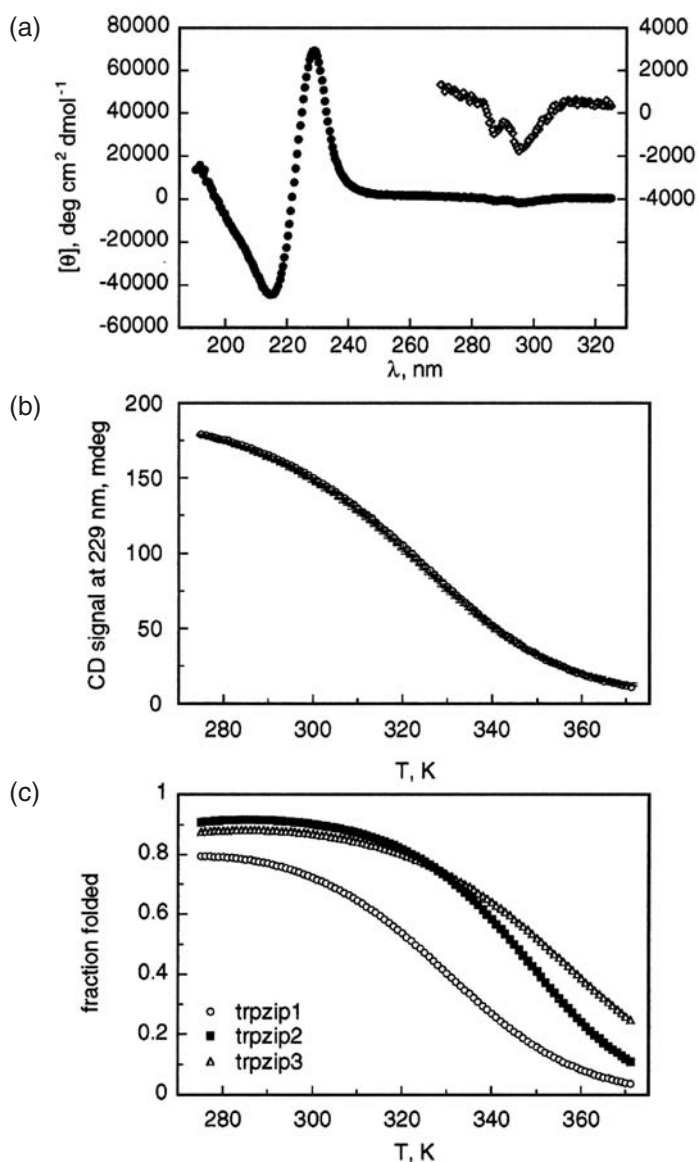 (a)
80000
60000
40000
20000
0
-20000
-40000
-60000
4000
2000
0
-2000
-4000
[θ], deg cm² dmol⁻¹
200 220 240 260 280 300 320
λ, nm
(b)
200
150
100
50
0
CD signal at 229 nm, mdeg
280 300 320 340 360
T, K
(c)
1
0.8
0.6
0.4
0.2
0
fraction folded
trpzip1
trpzip2
trpzip3
280 300 320 340 360
T, K